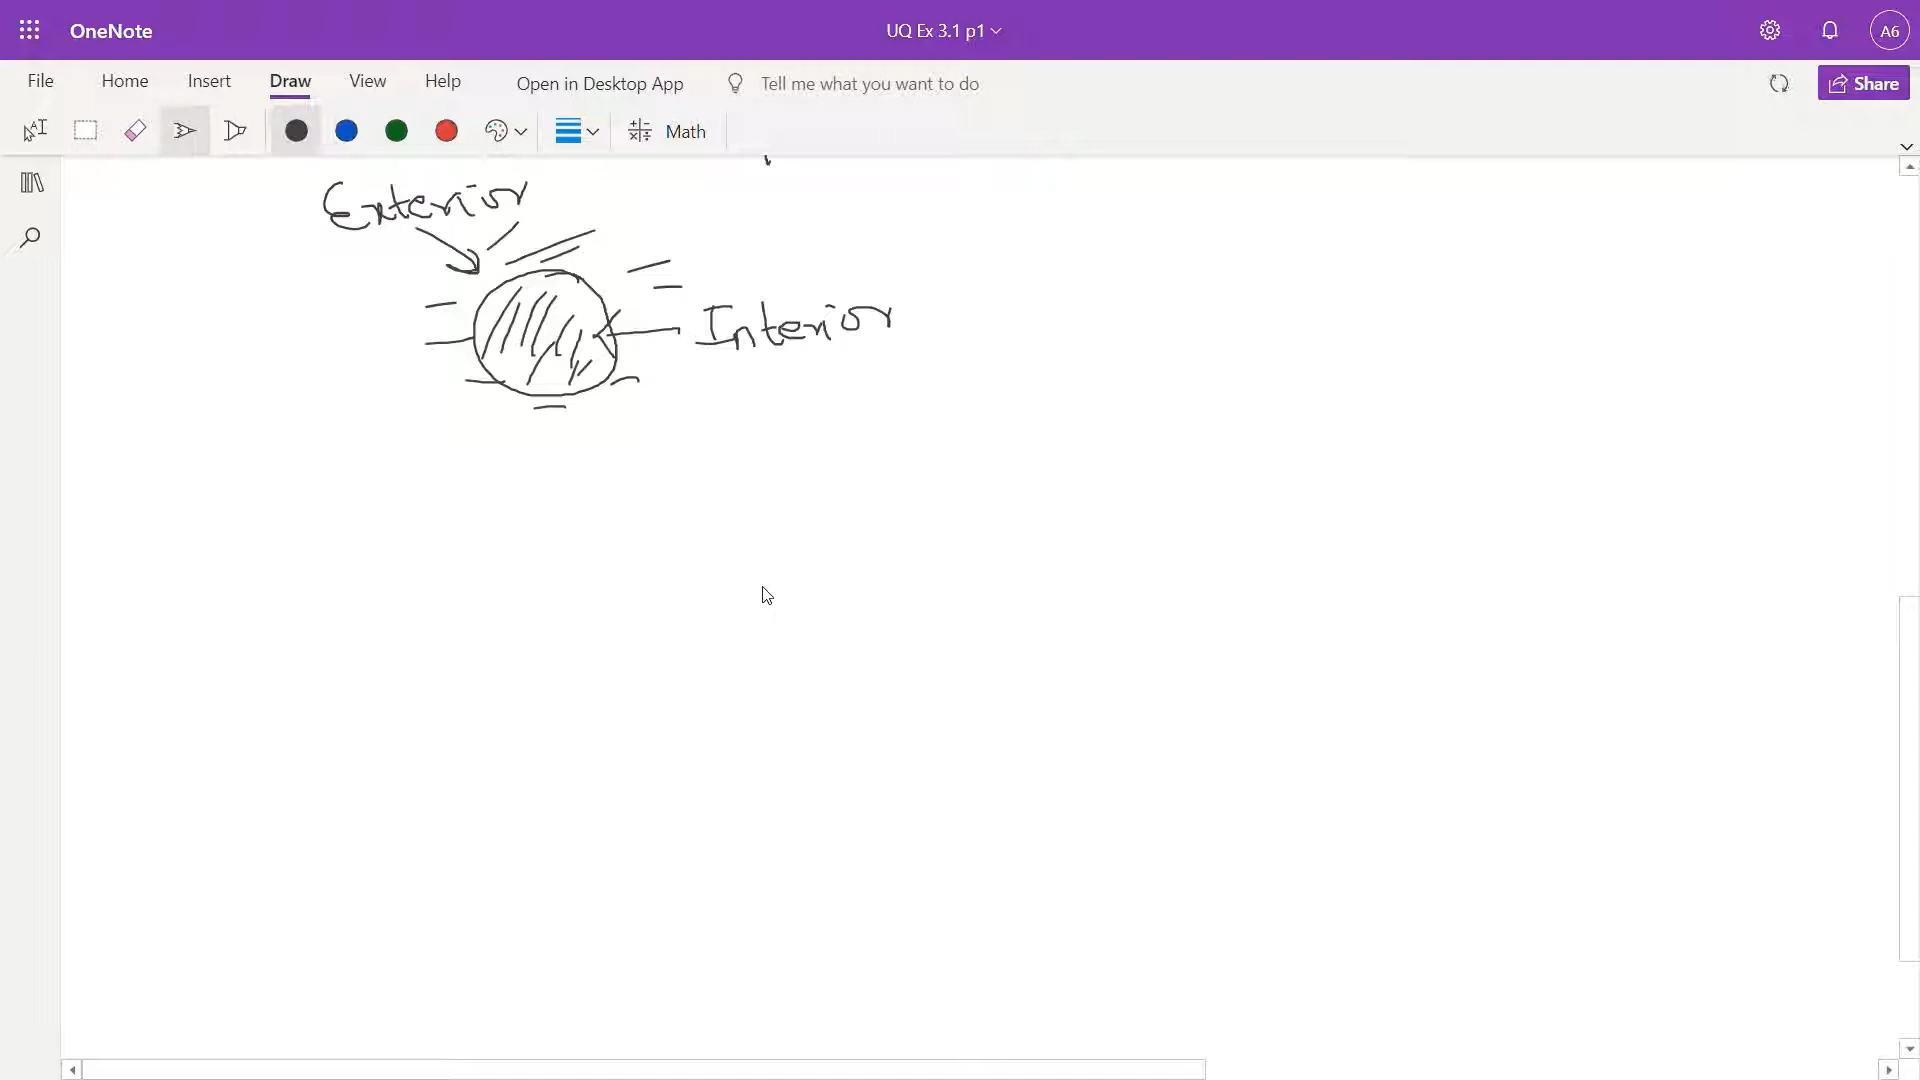 OneNote
UQ Ex 3.1 p1
A6
File Home Insert Draw View Help Open in Desktop App Tell me what you want to do
Share
Math
Exterior
Interior